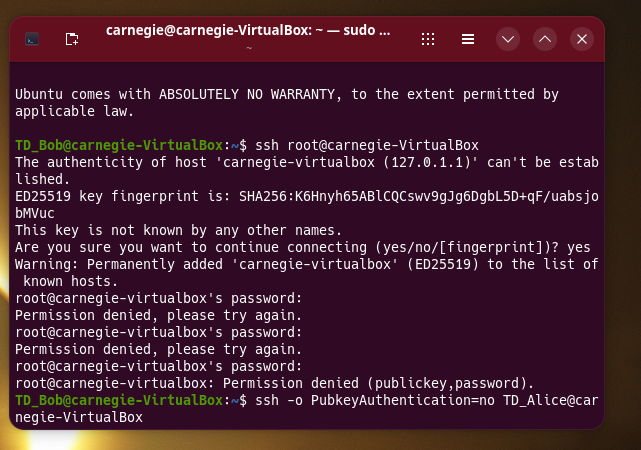 carnegie@carnegie-VirtualBox: ~ — sudo ...
~
Ubuntu comes with ABSOLUTELY NO WARRANTY, to the extent permitted by
applicable law.
TD_Bob@carnegie-VirtualBox:~$ ssh root@carnegie-VirtualBox
The authenticity of host 'carnegie-virtualbox (127.0.1.1)' can't be estab
lished.
ED25519 key fingerprint is: SHA256:K6Hnyh65ABlCQCswv9gJg6DgbL5D+qF/uabsjo
bMVuc
This key is not known by any other names.
Are you sure you want to continue connecting (yes/no/[fingerprint])? yes
Warning: Permanently added 'carnegie-virtualbox' (ED25519) to the list of
 known hosts.
root@carnegie-virtualbox's password:
Permission denied, please try again.
root@carnegie-virtualbox's password:
Permission denied, please try again.
root@carnegie-virtualbox's password:
root@carnegie-virtualbox: Permission denied (publickey,password).
TD_Bob@carnegie-VirtualBox:~$ ssh -o PubkeyAuthentication=no TD_Alice@car
negie-VirtualBox